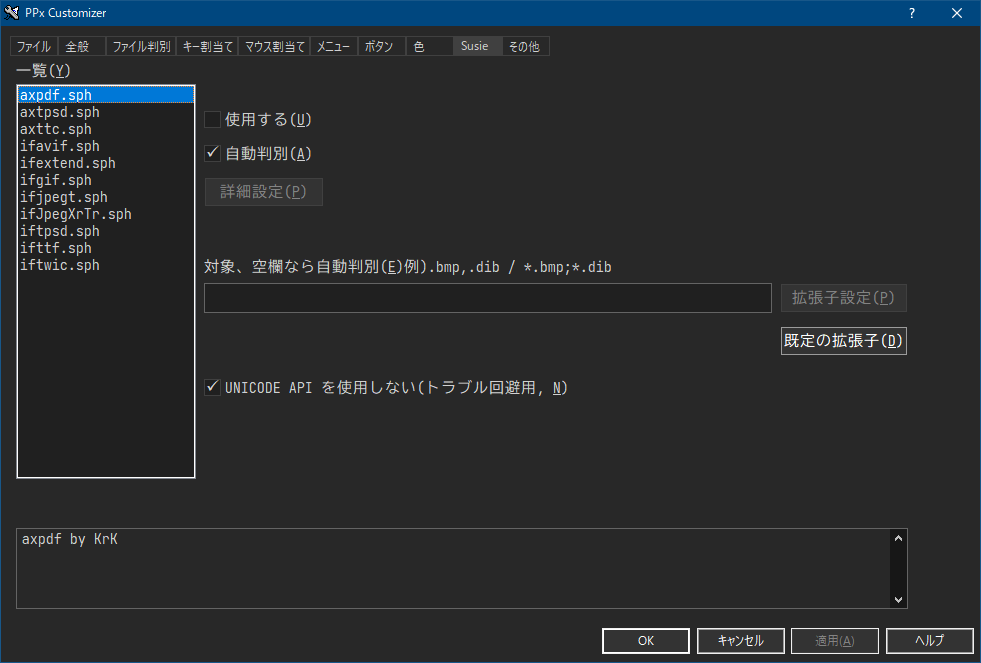 PPx Customizer
ファイル 全般 ファイル判別 キー割当て マウス割当て メニュー ボタン 色 Susie その他
一覧(Y)
axpdf.sph
axtpsd.sph
axttc.sph
ifavif.sph
ifextend.sph
ifgif.sph
ifjpegt.sph
ifJpegXrTr.sph
iftpsd.sph
ifttf.sph
iftwic.sph
使用する(U)
自動判別(A)
詳細設定(P)
対象、空欄なら自動判別(E)例).bmp,.dib / *.bmp;*.dib
拡張子設定(P)
既定の拡張子(D)
UNICODE API を使用しない(トラブル回避用, N)
axpdf by KrK
OK キャンセル 適用(A) ヘルプ